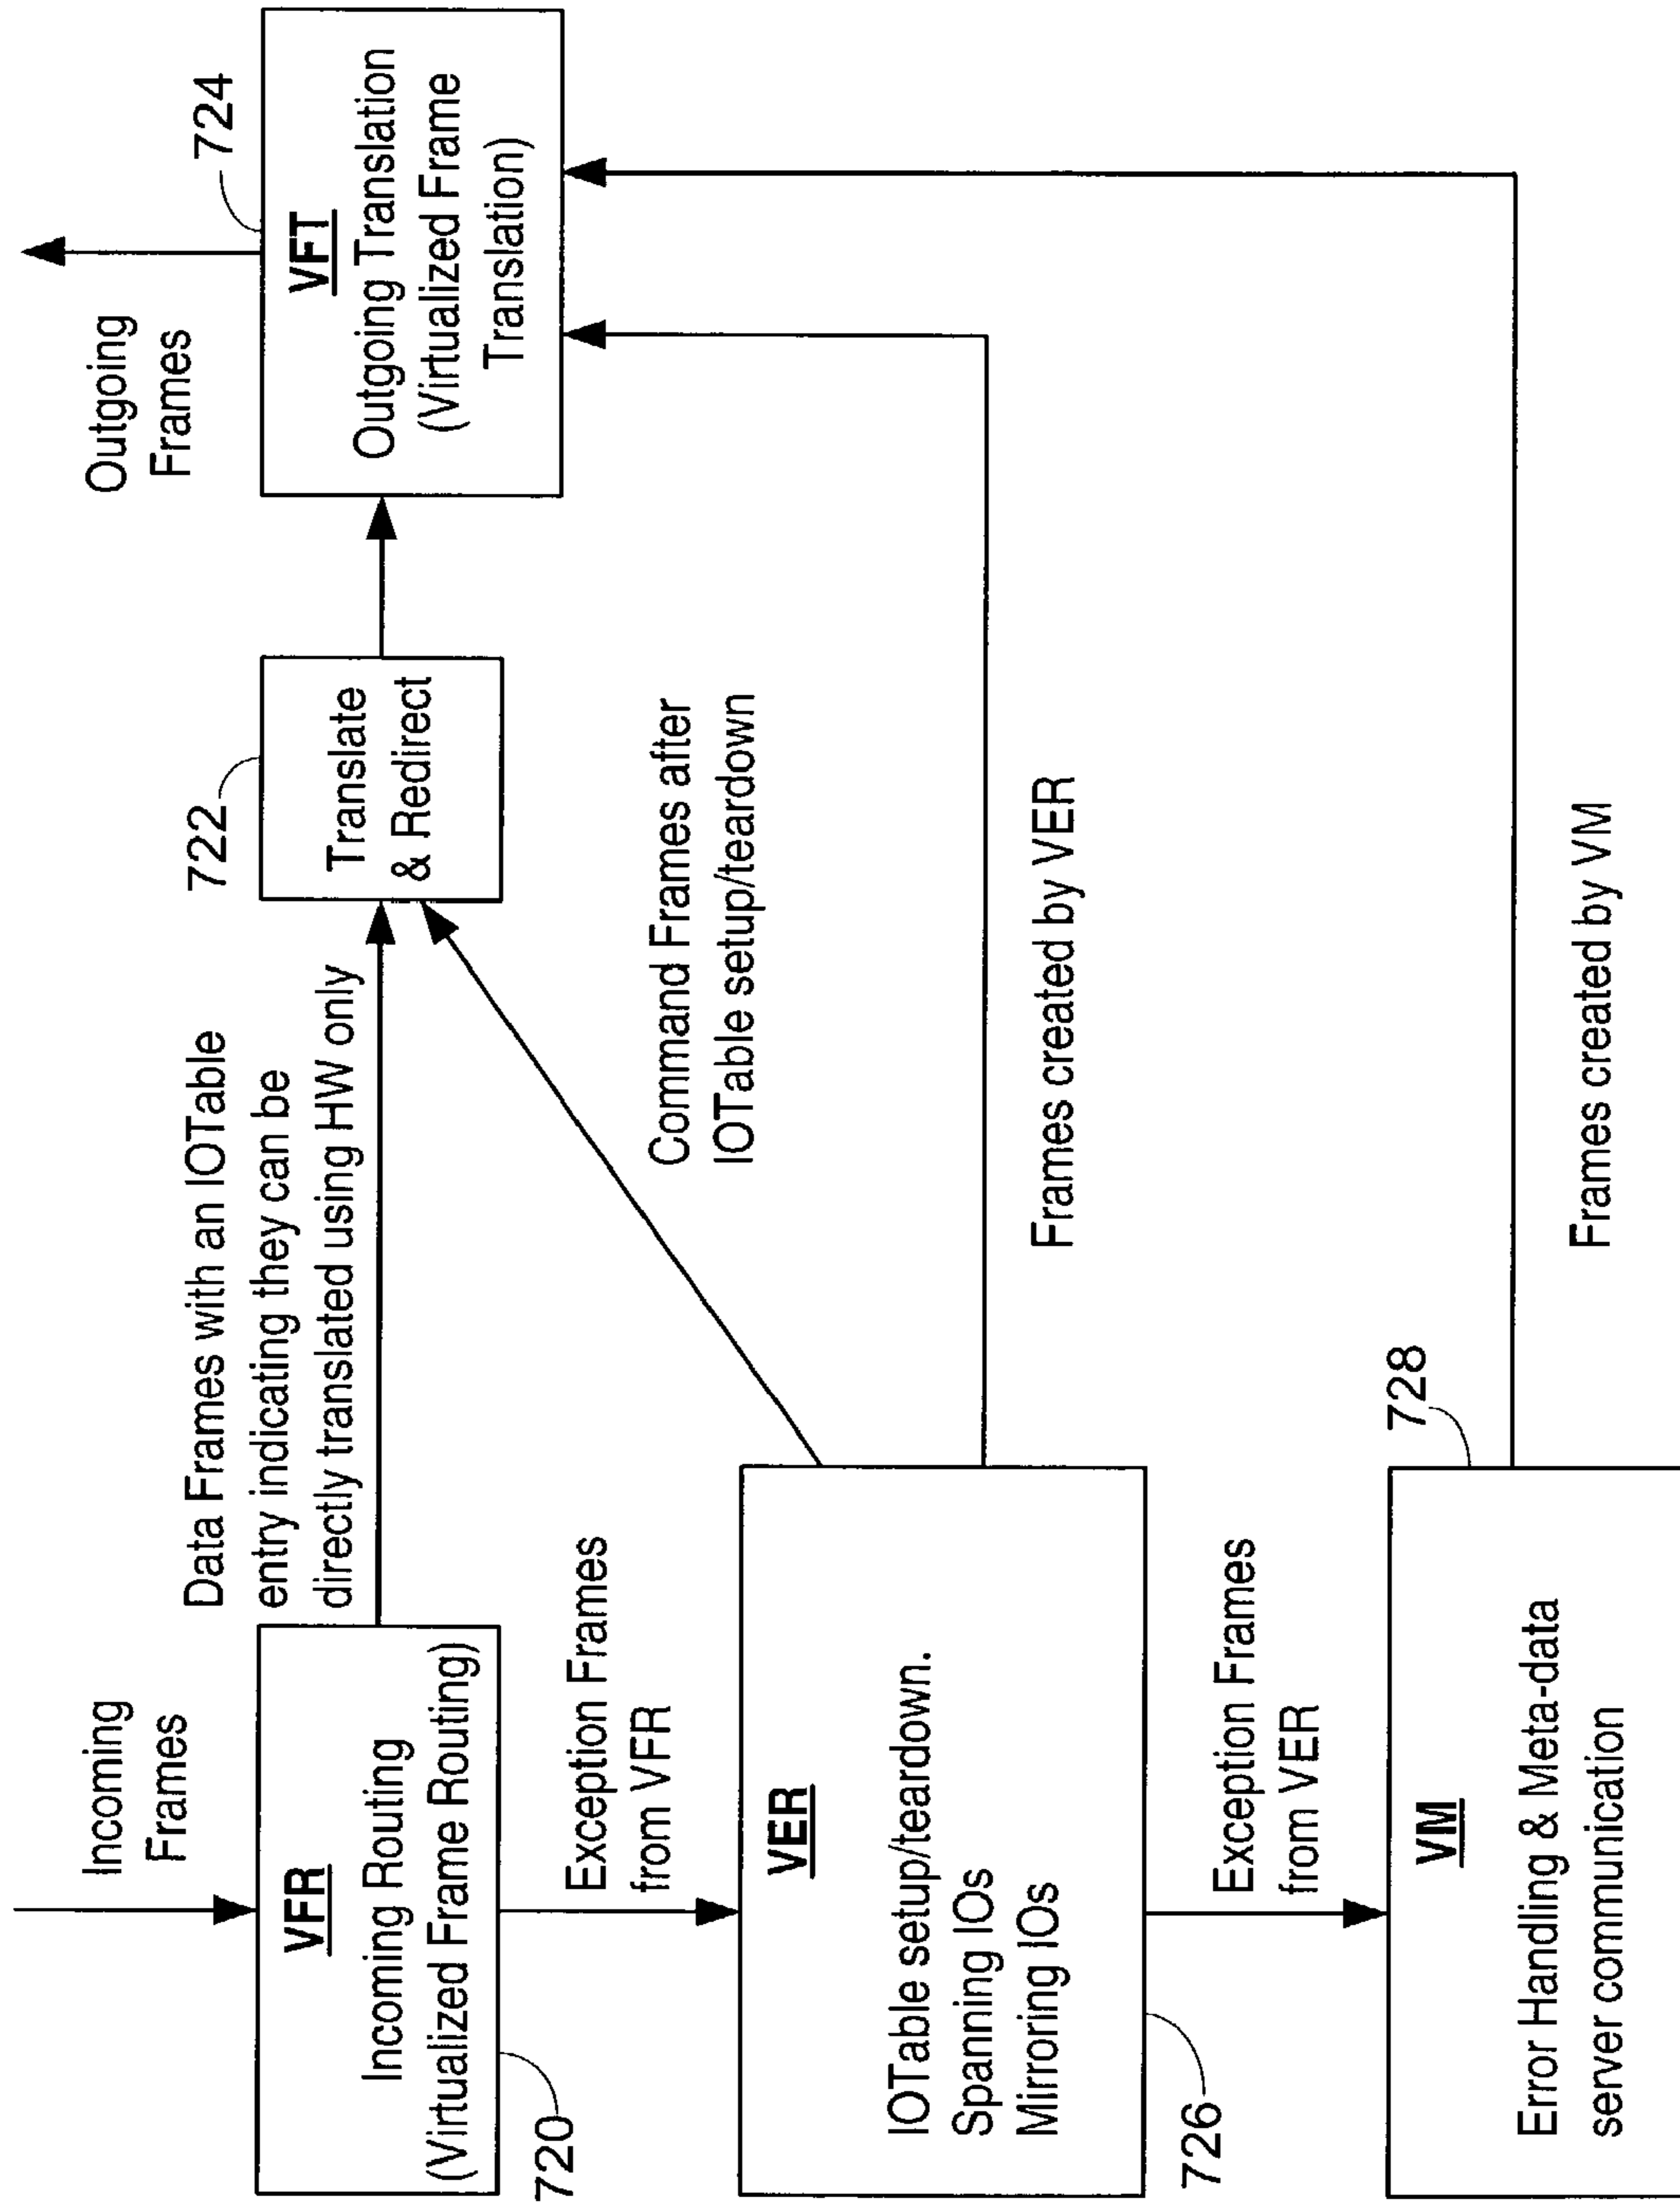 Incoming
Frames
VFR
Incoming Routing
(Virtualized Frame Routing)
720
Data Frames with an IOTable
entry indicating they can be
directly translated using HW only
722
Translate
& Redirect
Outgoing
Frames
724
VFT
Outgoing Translation
(Virtualized Frame
Translation)
Exception Frames
from VFR
Command Frames after
IOTable setup/teardown
VER
IOTable setup/teardown.
Spanning IOs
Mirroring IOs
726
Frames created by VER
Exception Frames
from VER
728
VM
Error Handling & Meta-data
server communication
Frames created by VM